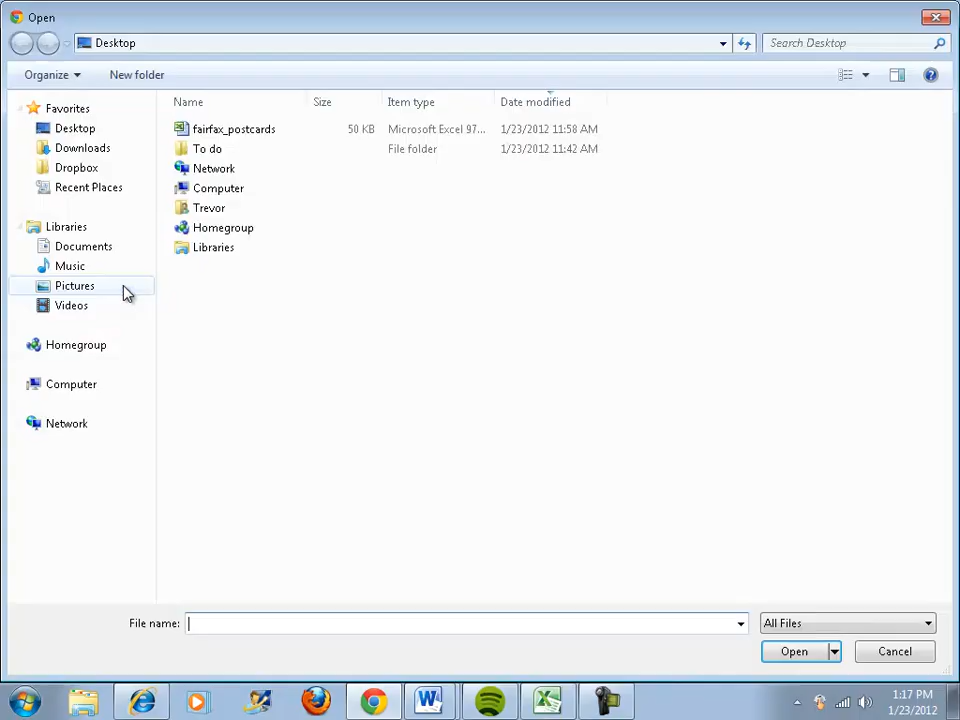 Open
Desktop
Search Desktop
Organize
New folder
Name
Size
Item type
Date modified
fairfax_postcards
50 KB
Microsoft Excel 97...
1/23/2012 11:58 AM
To do
File folder
1/23/2012 11:42 AM
Network
Computer
Trevor
Homegroup
Libraries
Favorites
Desktop
Downloads
Dropbox
Recent Places
Libraries
Documents
Music
Pictures
Videos
Homegroup
Computer
Network
File name:
All Files
Open
Cancel
1:17 PM
1/23/2012